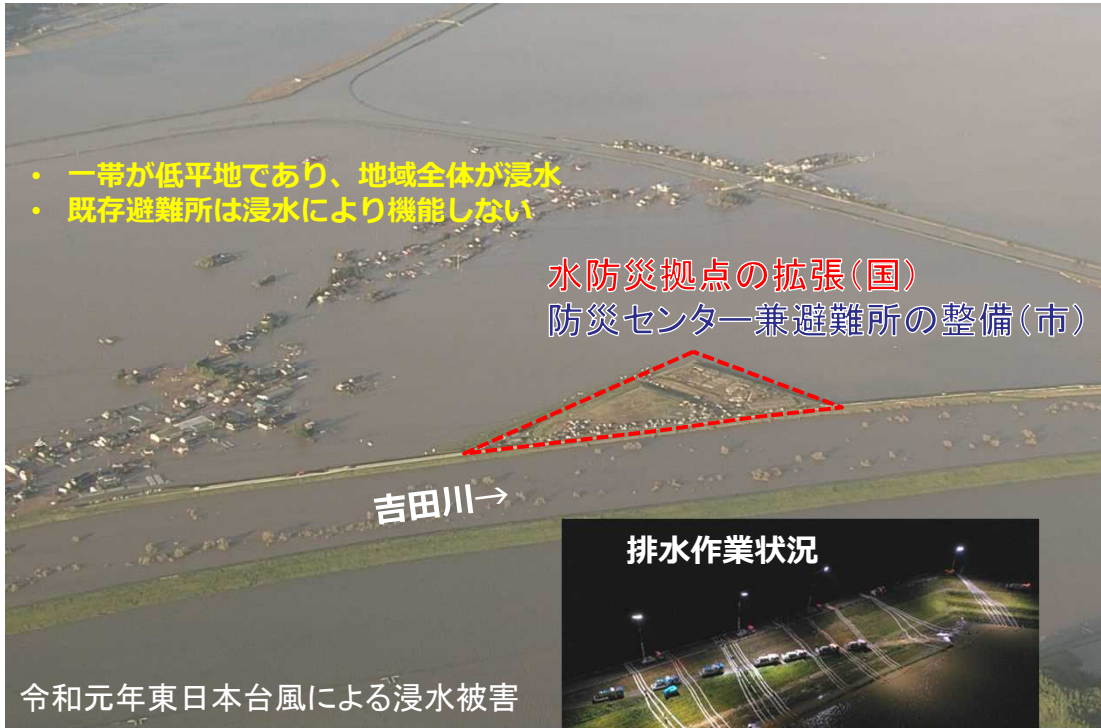 ・ 一帯が低平地であり、地域全体が浸水
・ 既存避難所は浸水により機能しない
水防災拠点の拡張（国）
防災センター兼避難所の整備（市）
吉田川→
排水作業状況
令和元年東日本台風による浸水被害